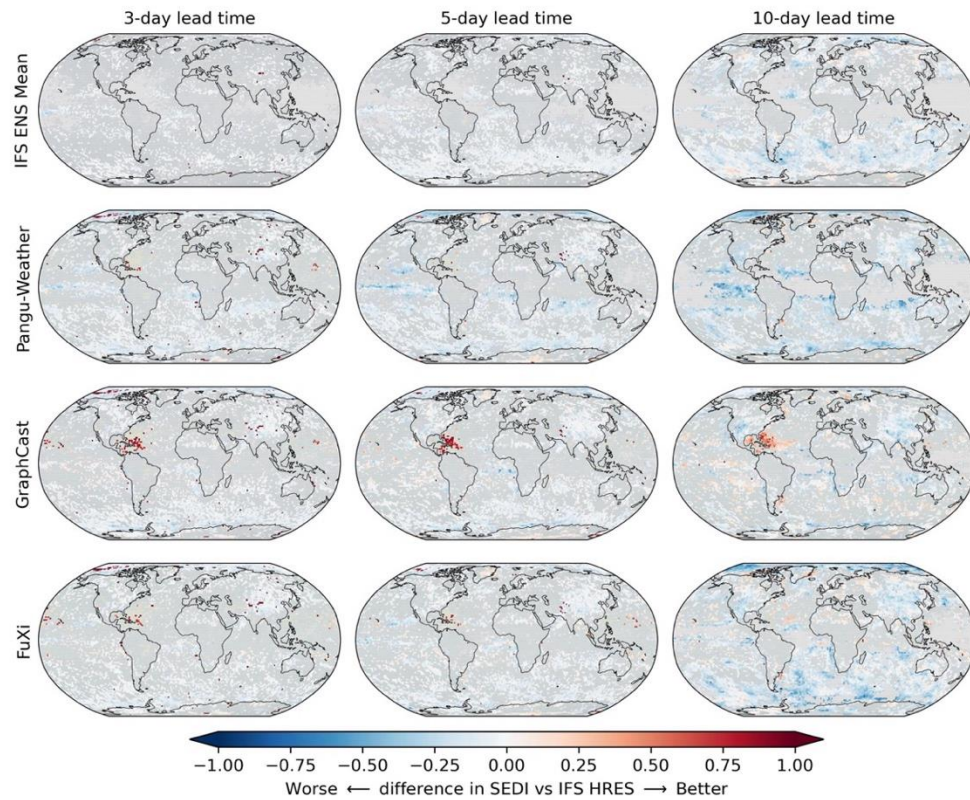 3-day lead time 5-day lead time 10-day lead time
IFS ENS Mean
Pangu-Weather
GraphCast
FuXi
−1.00 −0.75 −0.50 −0.25 0.00 0.25 0.50 0.75 1.00
Worse ← difference in SEDI vs IFS HRES → Better